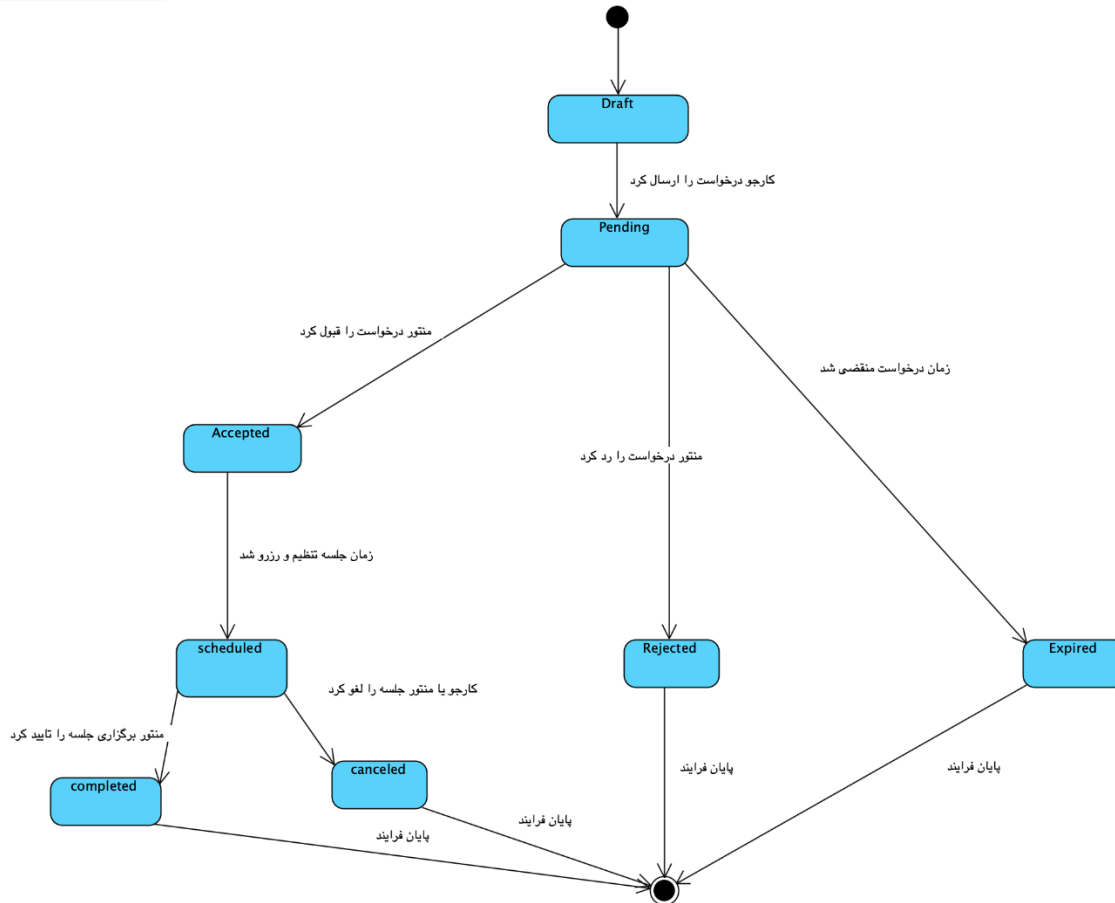 Draft
کارجو درخواست را ارسال کرد
Pending
منتور درخواست را قبول کرد
زمان درخواست منقضی شد
Accepted
منتور درخواست را رد کرد
زمان جلسه تنظیم و رزرو شد
scheduled
Rejected
Expired
کارجو یا منتور جلسه را لغو کرد
منتور برگزاری جلسه را تایید کرد
canceled
پایان فرایند
پایان فرایند
completed
پایان فرایند
پایان فرایند